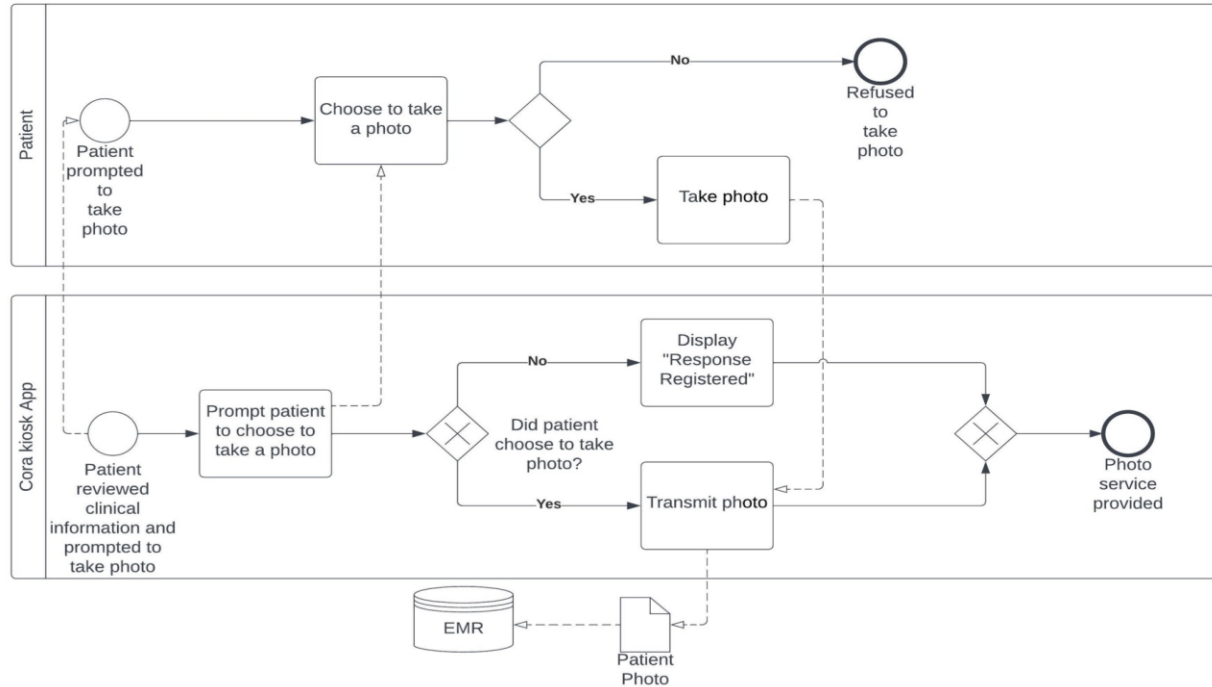 Patient
No
Choose to take
a photo
Refused
to
take
photo
Patient
prompted
to
take
photo
Yes
Take photo
Cora kiosk App
Display
"Response
Registered"
No
Prompt patient
to choose to
take a photo
Did patient
choose to take
photo?
Patient
reviewed
clinical
information and
prompted to
take photo
Yes
Transmit photo
Photo
service
provided
EMR
Patient
Photo